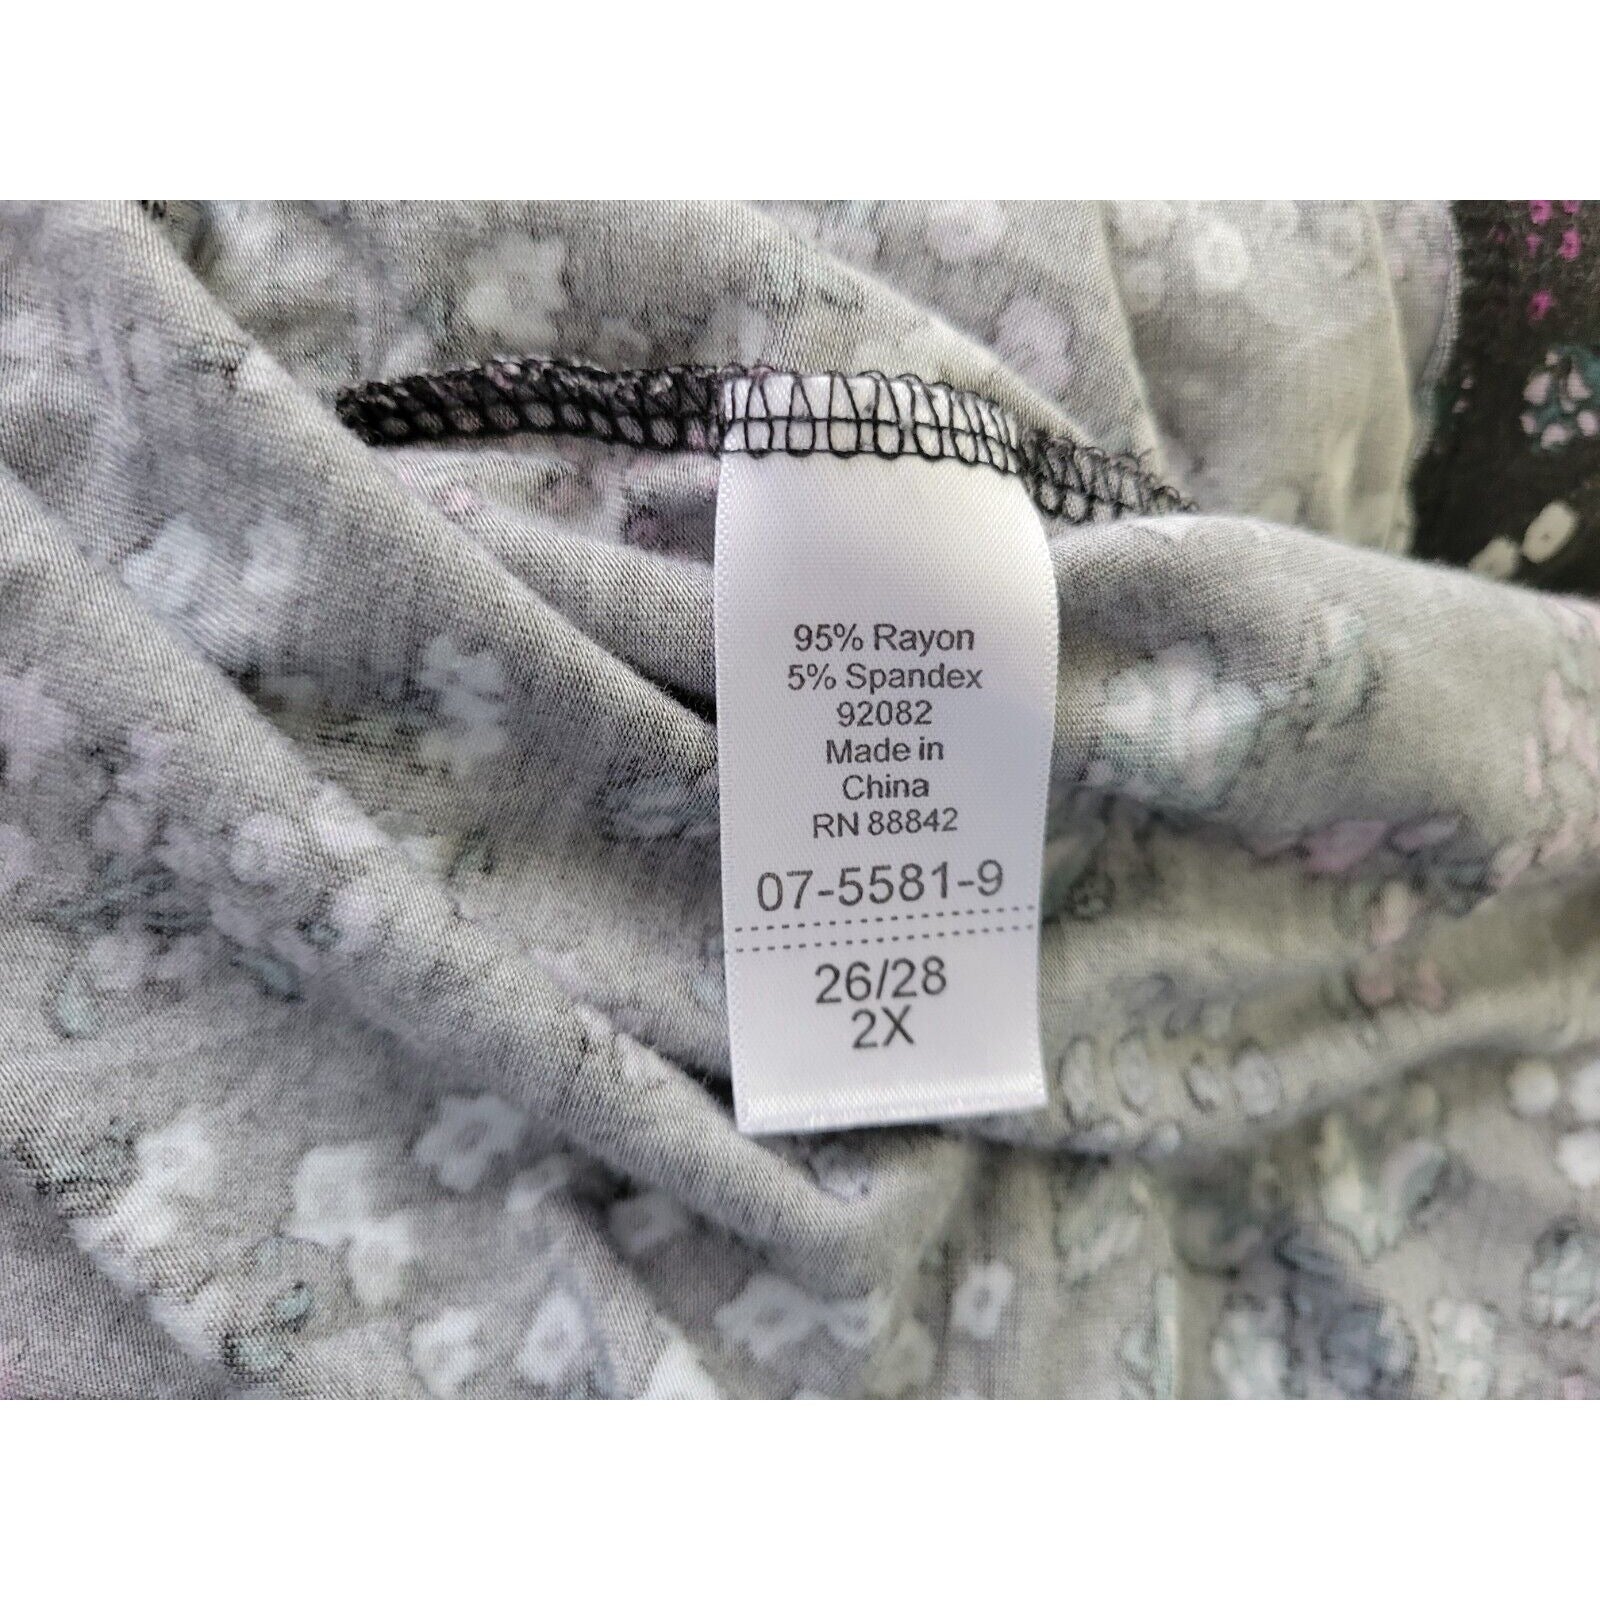 95% Rayon
5% Spandex
92082
Made in
China
RN 88842
07-5581-9
26/28
2X